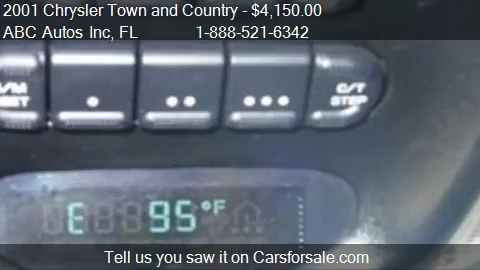 2001 Chrysler Town and Country - $4,150.00
ABC Autos Inc, FL 1-888-521-6342
C/T
STEP
E 95°F
Tell us you saw it on Carsforsale.com